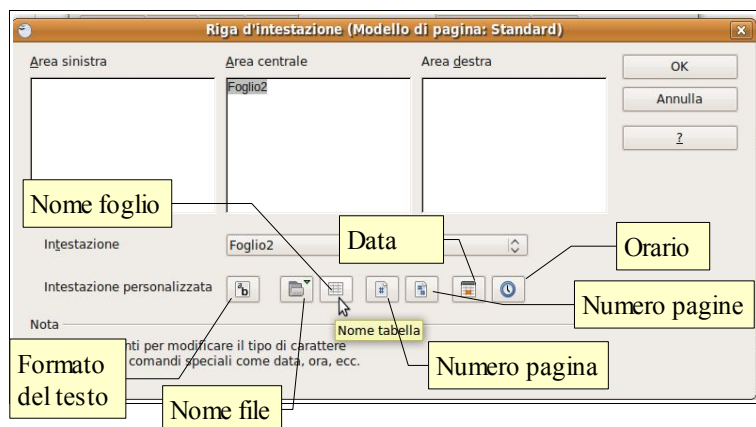 Riga d'intestazione (Modello di pagina: Standard)
Area sinistra
Area centrale
Area destra
OK
Foglio2
Annulla
?
Nome foglio
Data
Orario
Intestazione
Foglio2
Intestazione personalizzata
Numero pagine
Nota
Nome tabella
Formato
del testo
nti per modificare il tipo di carattere
comandi speciali come data, ora, ecc.
Numero pagina
Nome file